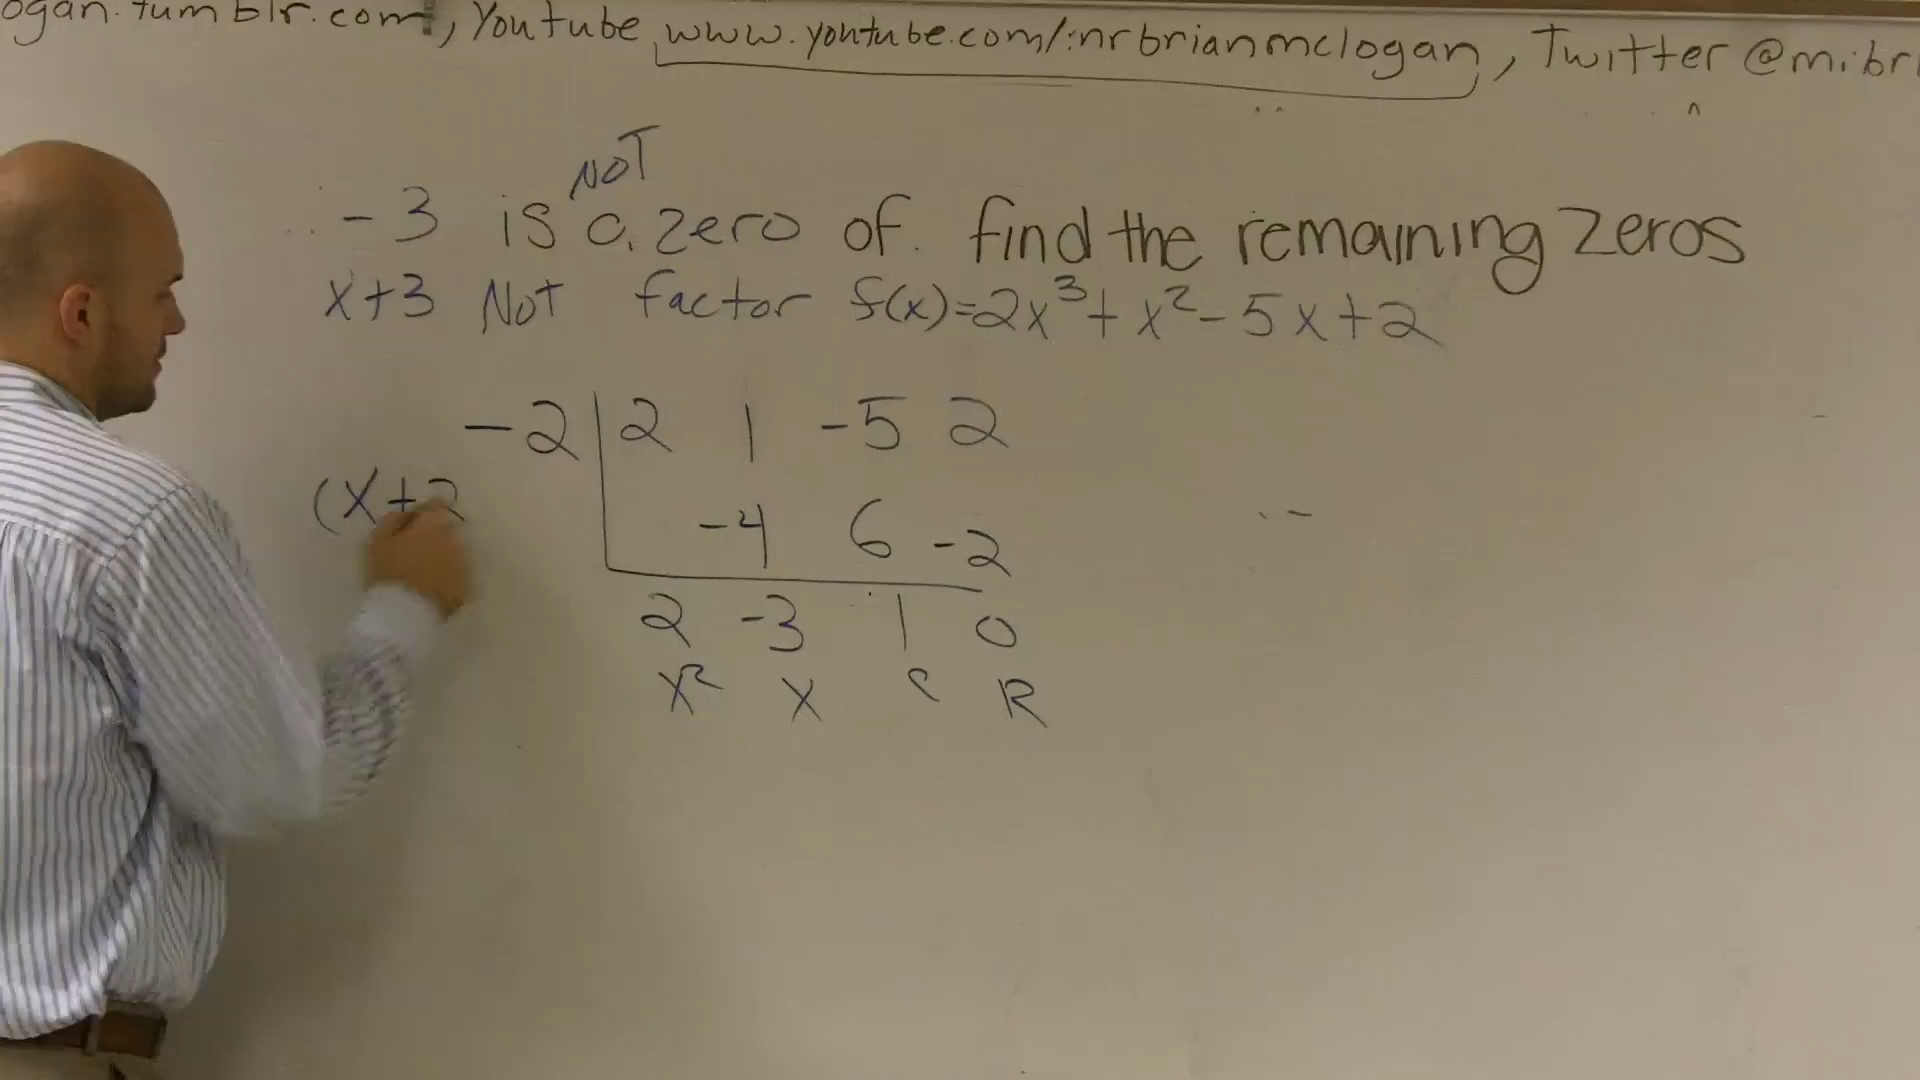 ogan.tumblr.com, Youtube www.youtube.com/mrbrianmclogan, Twitter @mrbri
NOT
-3 is a zero of. find the remaining zeros
x+3 Not factor f(x)=2x³+x²-5x+2
-2 | 2 1 -5 2
(x+2
-4 6 -2
2 -3 1 0
x² x c R